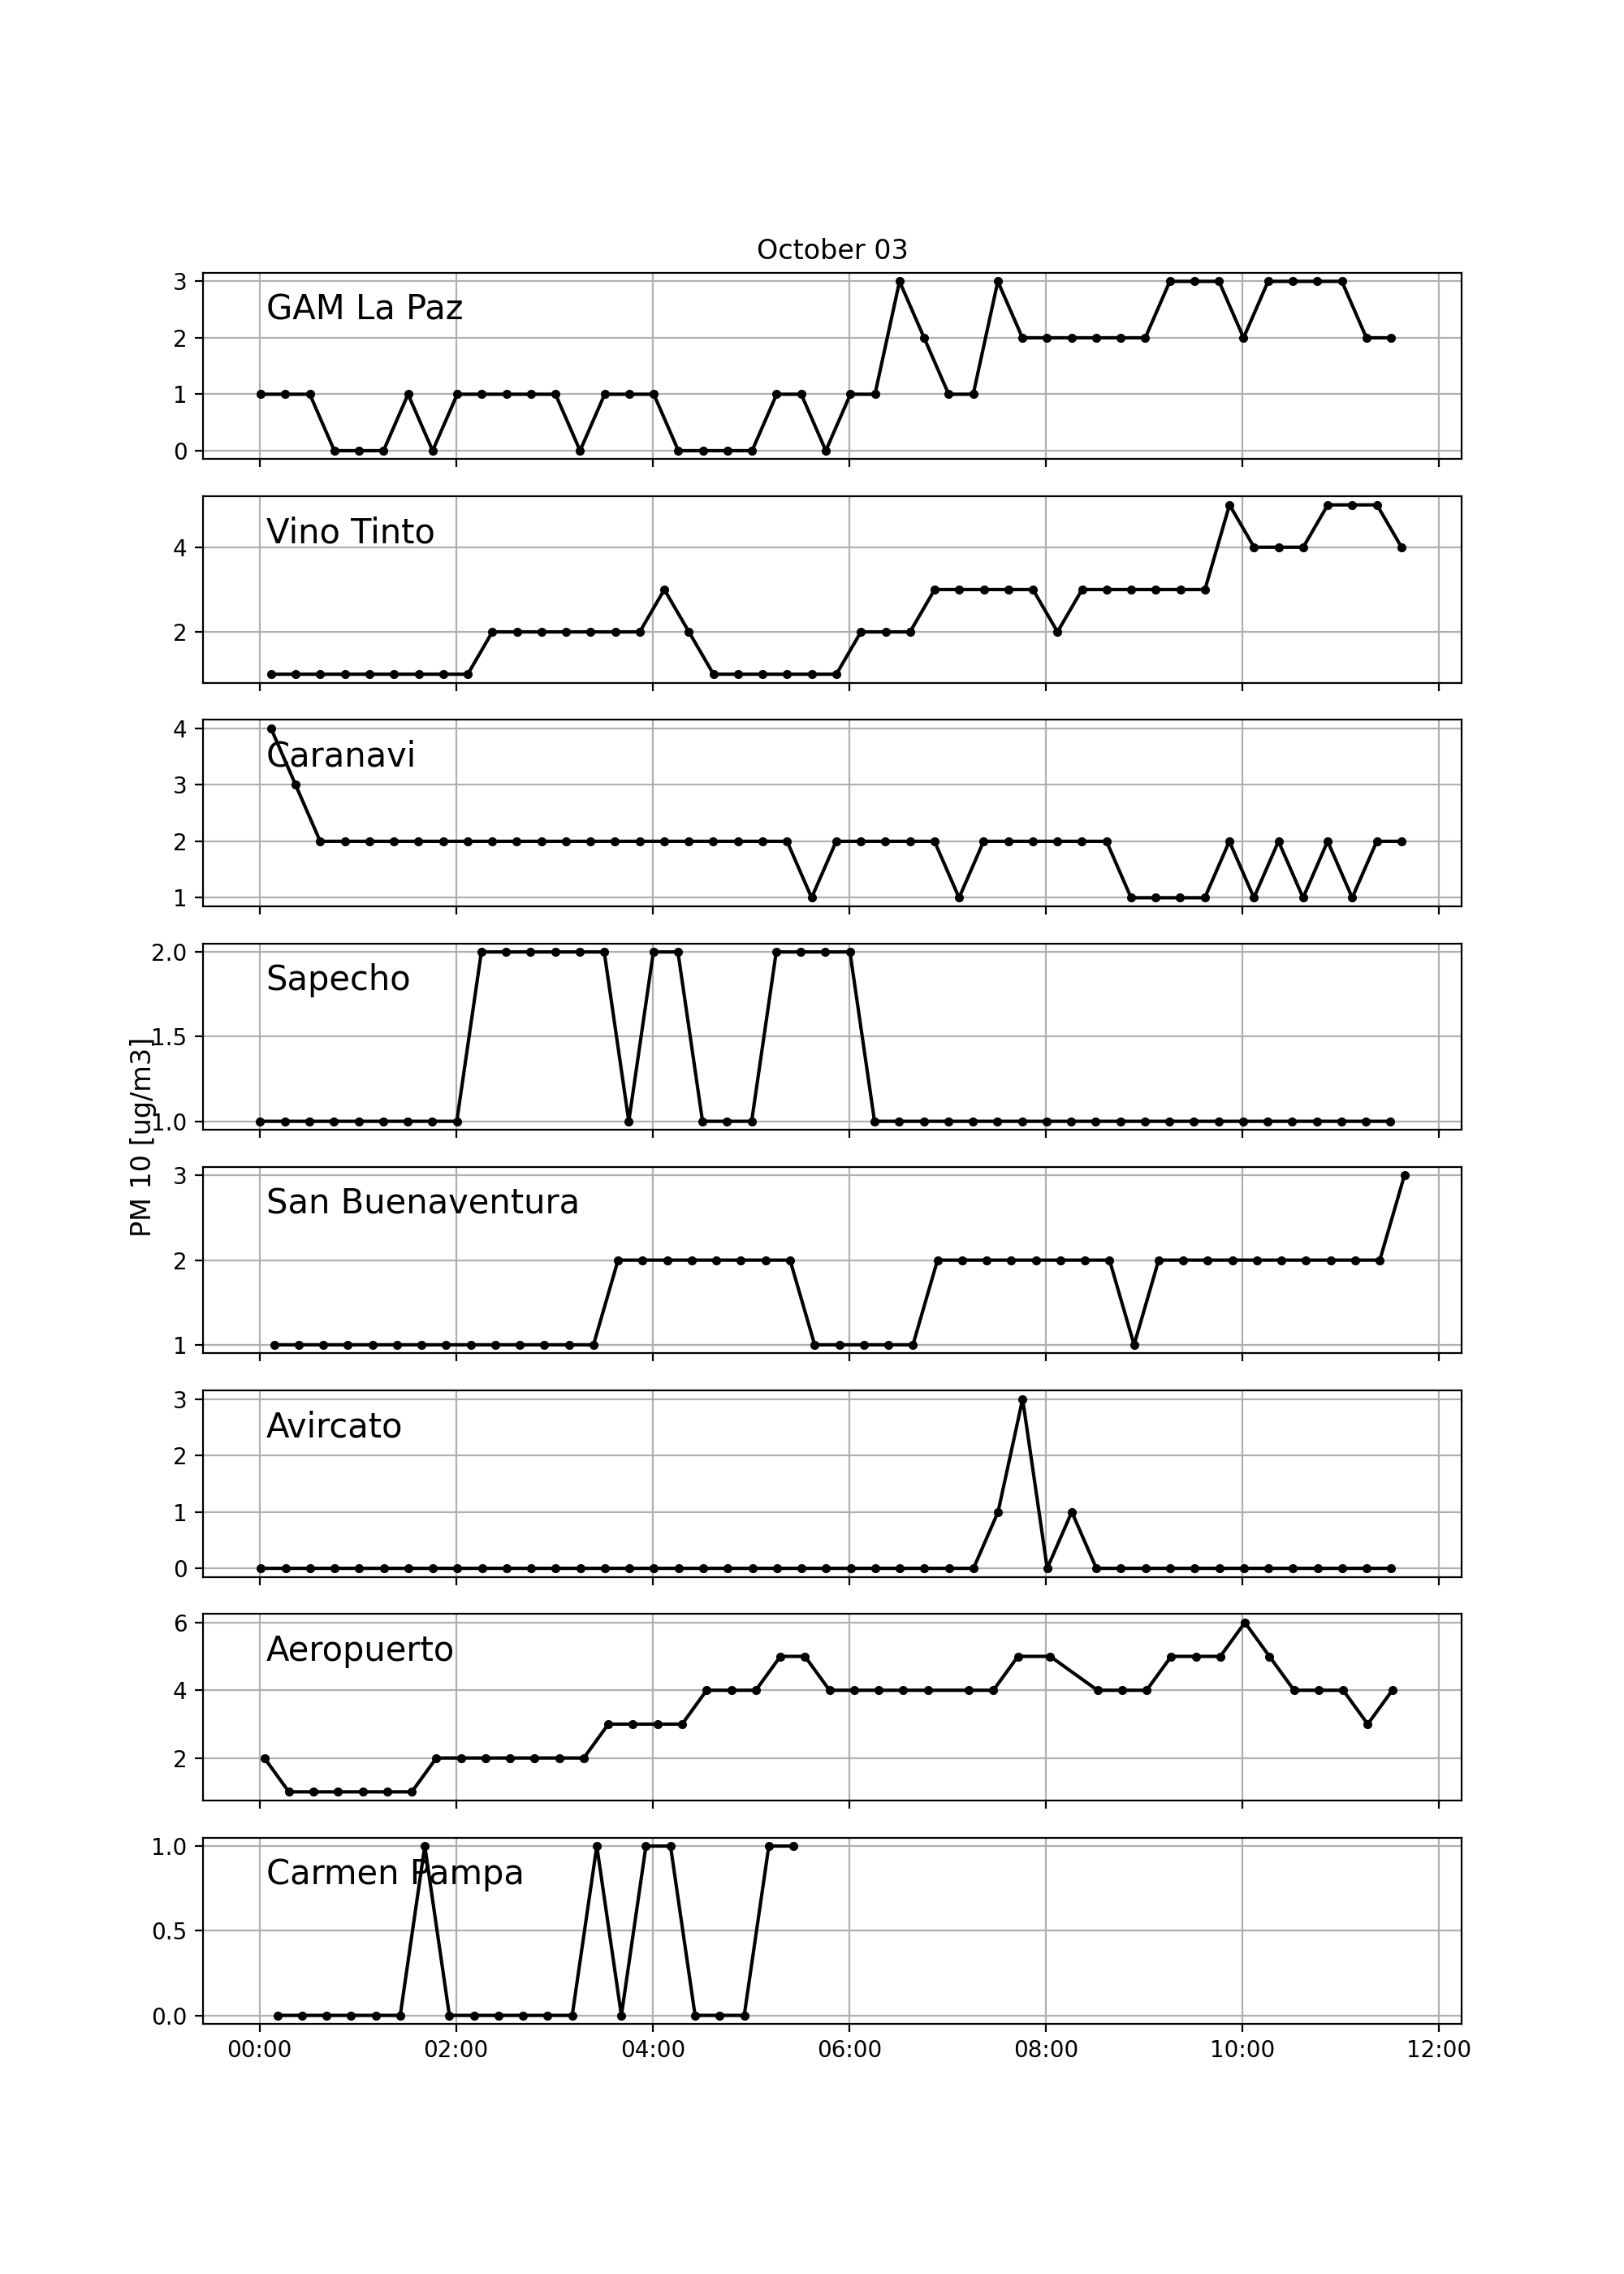 October 03
3
GAM La Paz
2
1
0
Vino Tinto
4
2
4
Caranavi
3
2
1
2.0
Sapecho
1.5
1.0
PM 10 [ug/m3]
3
San Buenaventura
2
1
3
Avircato
2
1
0
6
Aeropuerto
4
2
1.0
Carmen Pampa
0.5
0.0
00:00 02:00 04:00 06:00 08:00 10:00 12:00